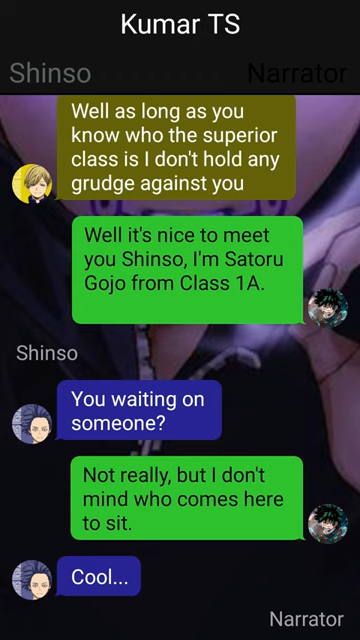 Kumar TS
Shinso
Narrator
Well as long as you
know who the superior
class is I don't hold any
grudge against you
Well it's nice to meet
you Shinso, I'm Satoru
Gojo from Class 1A.
Shinso
You waiting on
someone?
Not really, but I don't
mind who comes here
to sit.
Cool...
Narrator